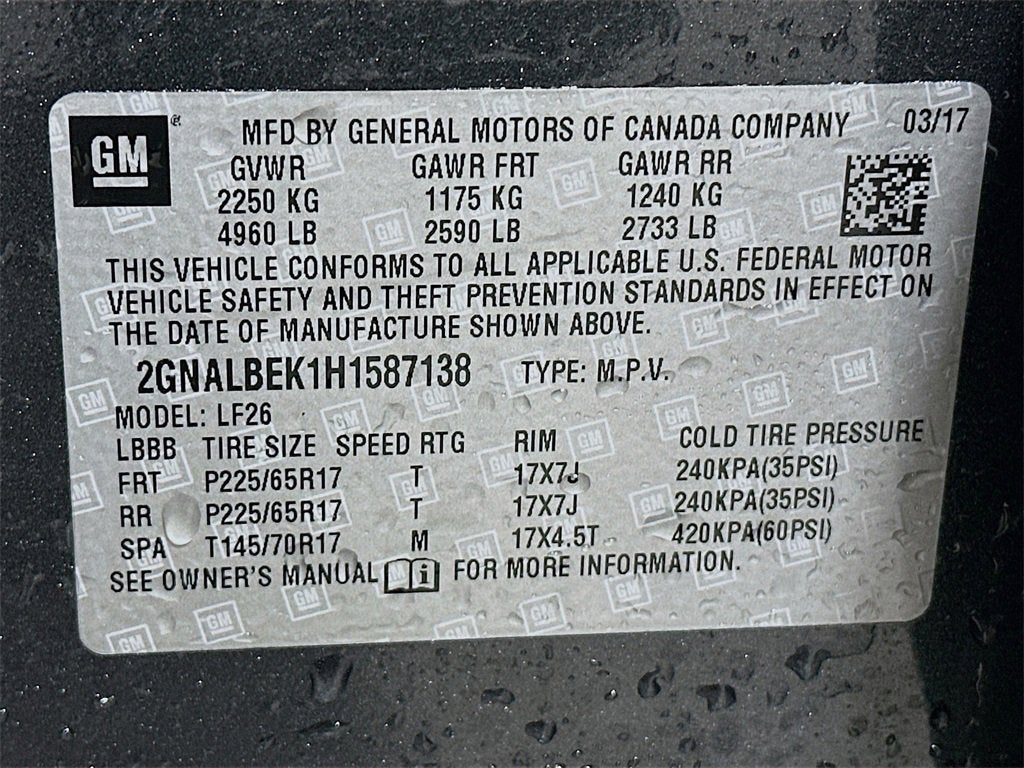 GM ® MFD BY GENERAL MOTORS OF CANADA COMPANY 03/17
GVWR GAWR FRT GAWR RR
2250 KG 1175 KG 1240 KG
4960 LB 2590 LB 2733 LB
THIS VEHICLE CONFORMS TO ALL APPLICABLE U.S. FEDERAL MOTOR
VEHICLE SAFETY AND THEFT PREVENTION STANDARDS IN EFFECT ON
THE DATE OF MANUFACTURE SHOWN ABOVE.
2GNALBEK1H1587138 TYPE: M.P.V.
MODEL: LF26
LBBB TIRE SIZE SPEED RTG RIM COLD TIRE PRESSURE
FRT P225/65R17 T 17X7J 240KPA(35PSI)
RR P225/65R17 T 17X7J 240KPA(35PSI)
SPA T145/70R17 M 17X4.5T 420KPA(60PSI)
SEE OWNER'S MANUAL i FOR MORE INFORMATION.